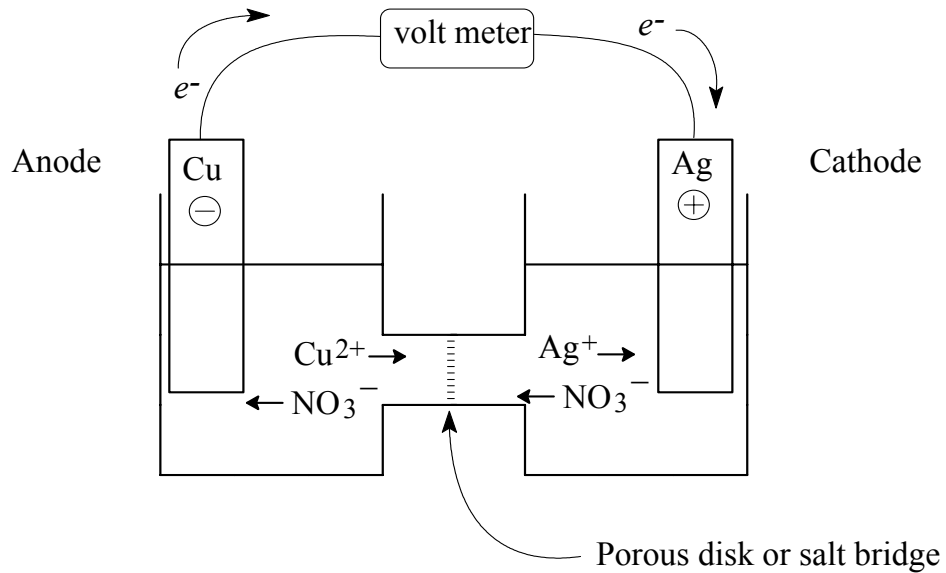 volt meter
e-
e-
Anode
Cu
−
Ag
+
Cathode
Cu2+
Ag+
NO3−
NO3−
Porous disk or salt bridge